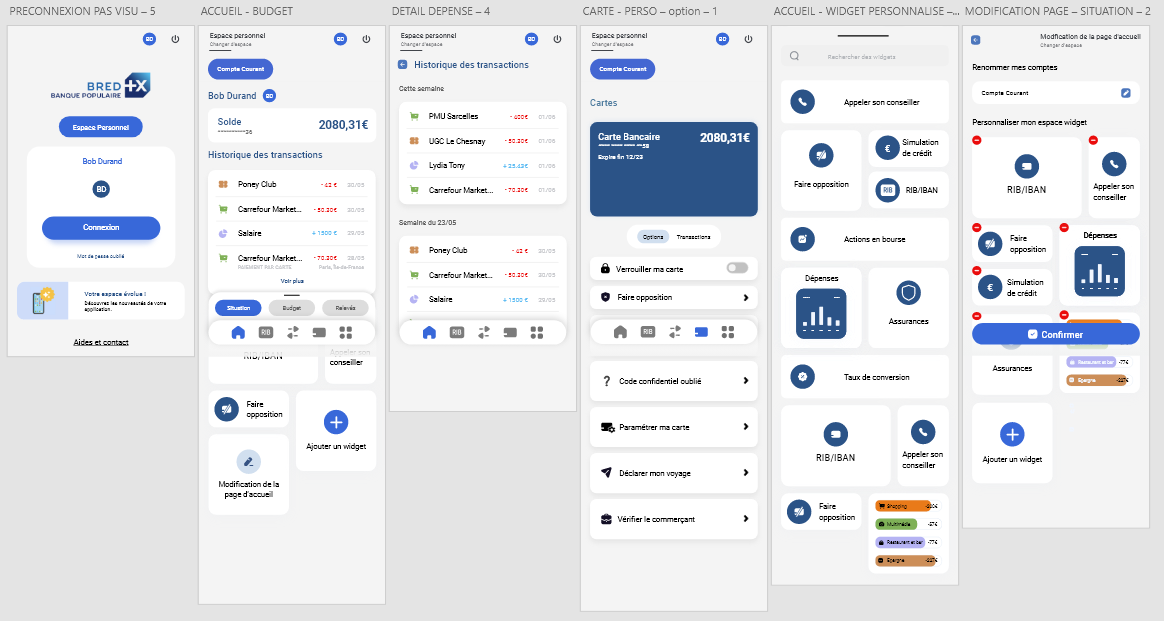 PRECONNEXION PAS VISU – 5
BD
BRED
BANQUE POPULAIRE
Espace Personnel
Bob Durand
BD
Connexion
Mot de passe oublié
Votre espace évolue !
Découvrez les nouveautés de votre
application.
Aides et contact
ACCUEIL - BUDGET
Espace personnel
Changer d'espace
BD
Compte Courant
Bob Durand BD
Solde
36
2080,31€
Historique des transactions
Poney Club - 42 € 30/05
Carrefour Market... - 50,20€ 30/05
Salaire + 1500 € 29/05
Carrefour Market... - 70,20€ 28/05
PAIEMENT PAR CARTE Paris, Île-de-France
Voir plus
Situation Budget Relevés
RIB
RIB/IBAN
Appeler son
conseiller
Faire
opposition
Ajouter un widget
Modification de la
page d'accueil
DETAIL DEPENSE – 4
Espace personnel
Changer d'espace
BD
Historique des transactions
Cette semaine
PMU Sarcelles - 400€ 01/06
UGC Le Chesnay - 50,20€ 01/06
Lydia Tony + 25,43€ 01/06
Carrefour Market... - 70,20€ 01/06
Semaine du 23/05
Poney Club - 42 € 30/05
Carrefour Market... - 50,20€ 30/05
Salaire + 1500 € 29/05
RIB
CARTE - PERSO – option – 1
Espace personnel
Changer d'espace
BD
Compte Courant
Cartes
Carte Bancaire
58
2080,31€
Expire fin 12/23
Options Transactions
Verrouiller ma carte
Faire opposition
RIB
Code confidentiel oublié
Paramétrer ma carte
Déclarer mon voyage
Vérifier le commerçant
ACCUEIL - WIDGET PERSONNALISE –...
Rechercher des widgets
Appeler son conseiller
Faire opposition
Simulation
de crédit
RIB RIB/IBAN
Actions en bourse
Dépenses
Assurances
Taux de conversion
RIB/IBAN
Appeler son
conseiller
Faire
opposition
Shopping
Multimédia -57€
Restaurant et bar -77€
Epargne
MODIFICATION PAGE – SITUATION – 2
Modfication de la page d'accueil
Changer d'espace
Renommer mes comptes
Compte Courant
Personnaliser mon espace widget
RIB/IBAN
Appeler son
conseiller
Faire
opposition
Dépenses
Simulation
de crédit
Confirmer
Assurances
Restaurant et bar -77€
Epargne
Ajouter un widget